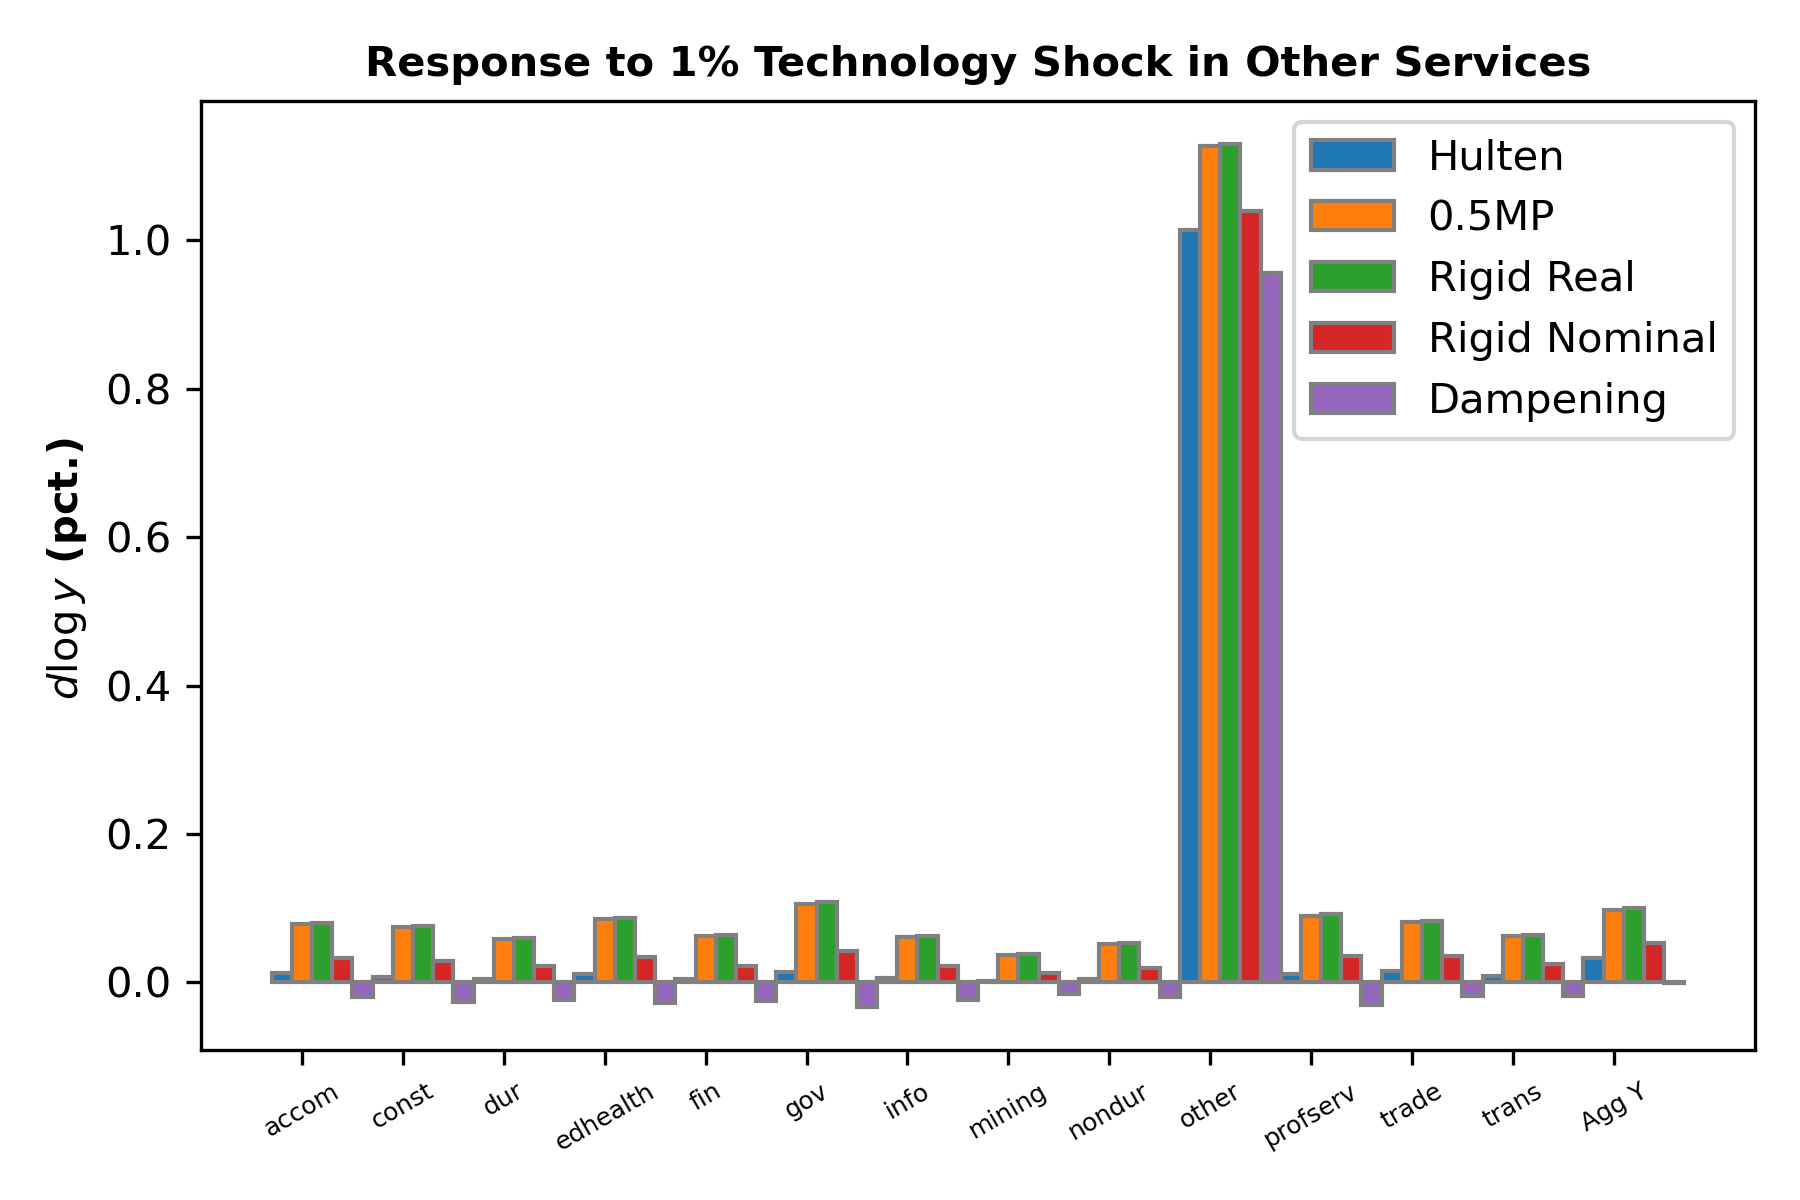 Response to 1% Technology Shock in Other Services
Hulten
0.5MP
Rigid Real
Rigid Nominal
Dampening
dlog y (pct.)
1.0
0.8
0.6
0.4
0.2
0.0
accom
const
dur
edhealth
fin
gov
info
mining
nondur
other
profserv
trade
trans
Agg Y